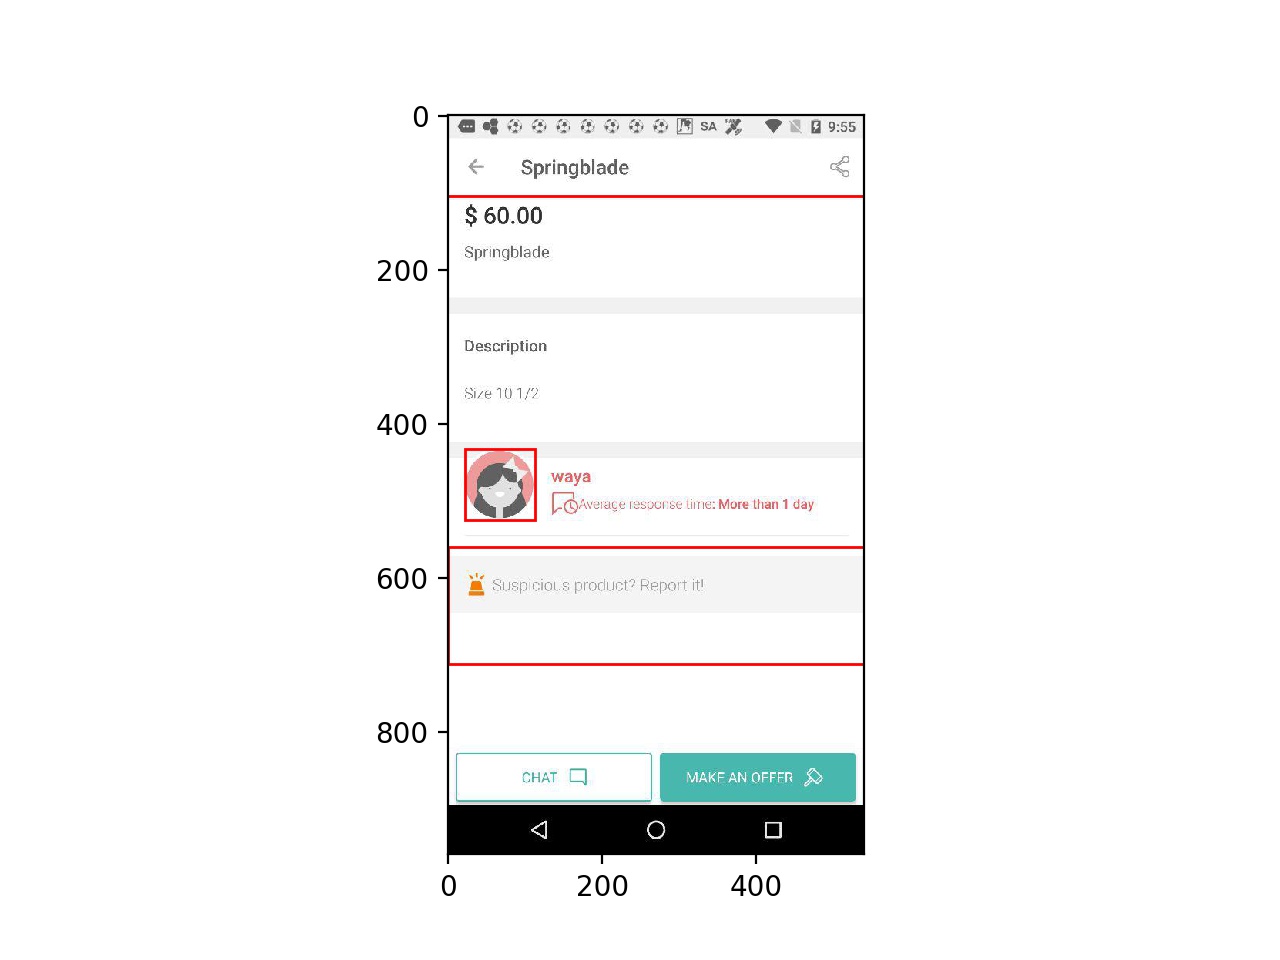 0
200
400
600
800
SA
9:55
Springblade
$ 60.00
Springblade
Description
Size 10 1/2
waya
Average response time: More than 1 day
Suspicious product? Report it!
CHAT
MAKE AN OFFER
0
200
400